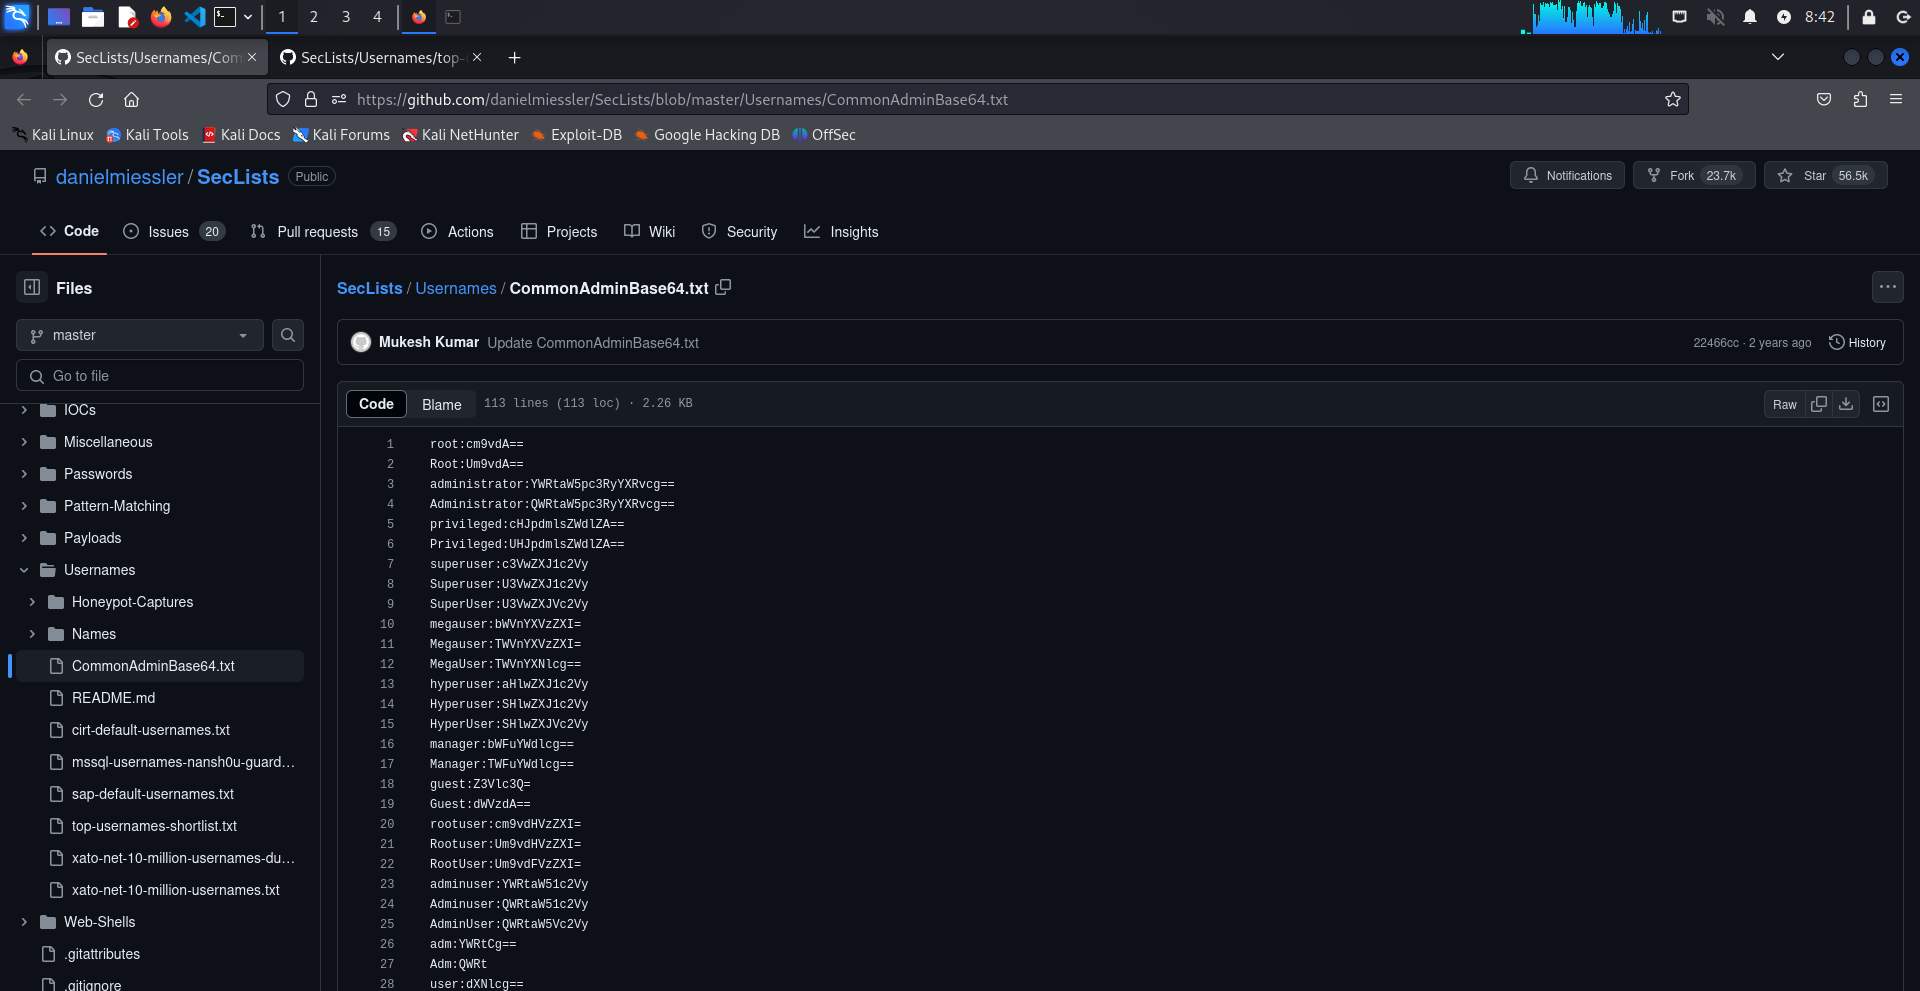 1 2 3 4 8:42
SecLists/Usernames/Com SecLists/Usernames/top-
https://github.com/danielmiessler/SecLists/blob/master/Usernames/CommonAdminBase64.txt
Kali Linux Kali Tools Kali Docs Kali Forums Kali NetHunter Exploit-DB Google Hacking DB OffSec
danielmiessler / SecLists Public Notifications Fork 23.7k Star 56.5k
Code Issues 20 Pull requests 15 Actions Projects Wiki Security Insights
Files
master
Go to file
IOCs
Miscellaneous
Passwords
Pattern-Matching
Payloads
Usernames
Honeypot-Captures
Names
CommonAdminBase64.txt
README.md
cirt-default-usernames.txt
mssql-usernames-nansh0u-guard...
sap-default-usernames.txt
top-usernames-shortlist.txt
xato-net-10-million-usernames-du...
xato-net-10-million-usernames.txt
Web-Shells
.gitattributes
.gitignore
SecLists / Usernames / CommonAdminBase64.txt
Mukesh Kumar Update CommonAdminBase64.txt 22466cc · 2 years ago History
Code Blame 113 lines (113 loc) · 2.26 KB Raw
1 root:cm9vdA==
2 Root:Um9vdA==
3 administrator:YWRtaW5pc3RyYXRvcg==
4 Administrator:QWRtaW5pc3RyYXRvcg==
5 privileged:cHJpdmlsZWdlZA==
6 Privileged:UHJpdmlsZWdlZA==
7 superuser:c3VwZXJ1c2Vy
8 Superuser:U3VwZXJ1c2Vy
9 SuperUser:U3VwZXJVc2Vy
10 megauser:bWVnYXVzZXI=
11 Megauser:TWVnYXVzZXI=
12 MegaUser:TWVnYXNlcg==
13 hyperuser:aHlwZXJ1c2Vy
14 Hyperuser:SHlwZXJ1c2Vy
15 HyperUser:SHlwZXJVc2Vy
16 manager:bWFuYWdlcg==
17 Manager:TWFuYWdlcg==
18 guest:Z3Vlc3Q=
19 Guest:dWVzdA==
20 rootuser:cm9vdHVzZXI=
21 Rootuser:Um9vdHVzZXI=
22 RootUser:Um9vdFVzZXI=
23 adminuser:YWRtaW51c2Vy
24 Adminuser:QWRtaW51c2Vy
25 AdminUser:QWRtaW5Vc2Vy
26 adm:YWRtCg==
27 Adm:QWRt
28 user:dXNlcg==